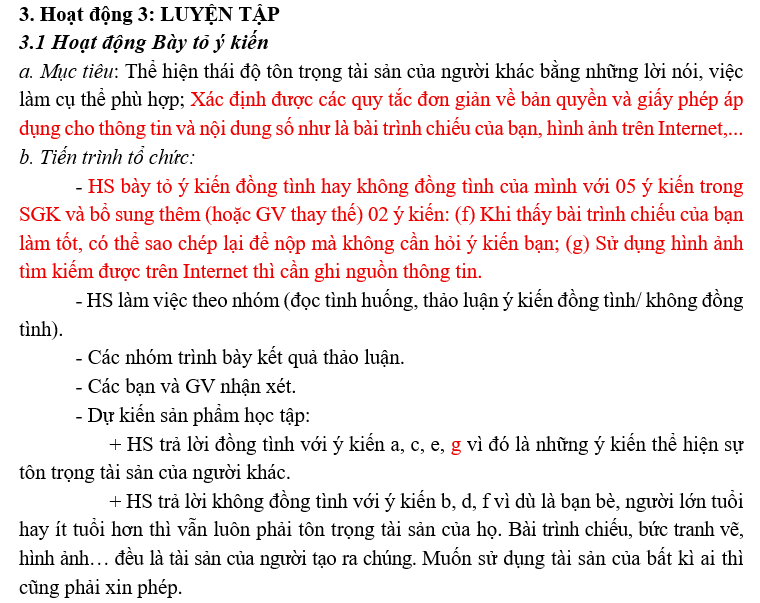 3. Hoạt động 3: LUYỆN TẬP
3.1 Hoạt động Bày tỏ ý kiến
a. Mục tiêu: Thể hiện thái độ tôn trọng tài sản của người khác bằng những lời nói, việc
làm cụ thể phù hợp; Xác định được các quy tắc đơn giản về bản quyền và giấy phép áp
dụng cho thông tin và nội dung số như là bài trình chiếu của bạn, hình ảnh trên Internet,...
b. Tiến trình tổ chức:
- HS bày tỏ ý kiến đồng tình hay không đồng tình của mình với 05 ý kiến trong
SGK và bổ sung thêm (hoặc GV thay thế) 02 ý kiến: (f) Khi thấy bài trình chiếu của bạn
làm tốt, có thể sao chép lại để nộp mà không cần hỏi ý kiến bạn; (g) Sử dụng hình ảnh
tìm kiếm được trên Internet thì cần ghi nguồn thông tin.
- HS làm việc theo nhóm (đọc tình huống, thảo luận ý kiến đồng tình/ không đồng
tình).
- Các nhóm trình bày kết quả thảo luận.
- Các bạn và GV nhận xét.
- Dự kiến sản phẩm học tập:
+ HS trả lời đồng tình với ý kiến a, c, e, g vì đó là những ý kiến thể hiện sự
tôn trọng tài sản của người khác.
+ HS trả lời không đồng tình với ý kiến b, d, f vì dù là bạn bè, người lớn tuổi
hay ít tuổi hơn thì vẫn luôn phải tôn trọng tài sản của họ. Bài trình chiếu, bức tranh vẽ,
hình ảnh… đều là tài sản của người tạo ra chúng. Muốn sử dụng tài sản của bất kì ai thì
cũng phải xin phép.